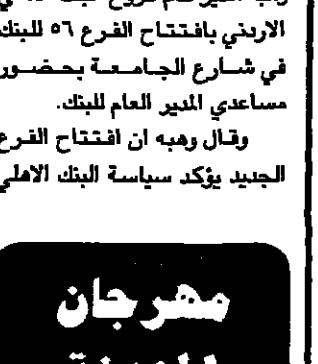 الاردني بافتتاح الفرع ٥٦ للبنك
في شارع الجامعة بحضور
مساعدي المدير العام للبنك.
وقال وهبه ان افتتاح الفرع
الجديد يؤكد سياسة البنك الاهلي
مهرجان